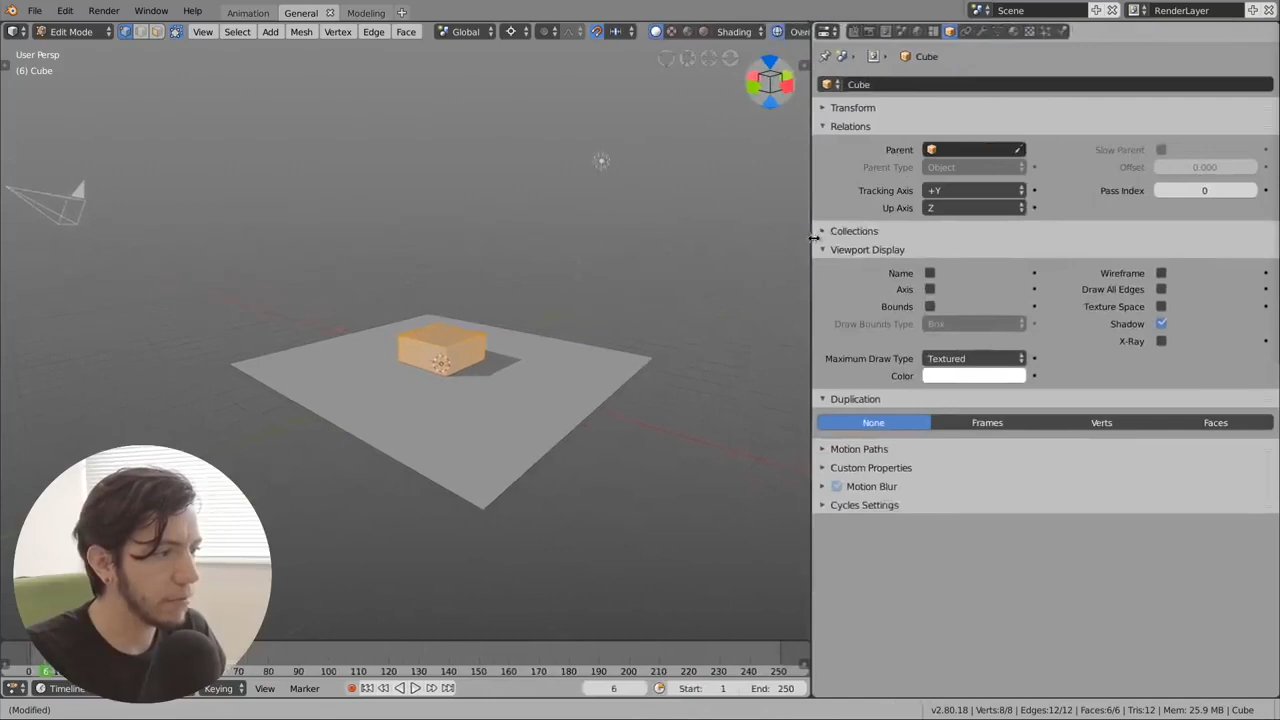 File Edit Render Window Help Animation General Modeling Scene RenderLayer
Edit Mode View Select Add Mesh Vertex Edge Face Global Shading Over
User Persp
(6) Cube
Cube
Cube
Transform
Relations
Parent Slow Parent
Parent Type Object Offset 0.000
Tracking Axis +Y Pass Index 0
Up Axis Z
Collections
Viewport Display
Name Wireframe
Axis Draw All Edges
Bounds Texture Space
Draw Bounds Type Box Shadow
X-Ray
Maximum Draw Type Textured
Color
Duplication
None Frames Verts Faces
Motion Paths
Custom Properties
Motion Blur
Cycles Settings
0 6 70 80 90 100 110 120 130 140 150 160 170 180 190 200 210 220 230 240 250
Timeline Keying View Marker 6 Start: 1 End: 250
(Modified) v2.80.18 | Verts:8/8 | Edges:12/12 | Faces:6/6 | Tris:12 | Mem: 25.9 MB | Cube